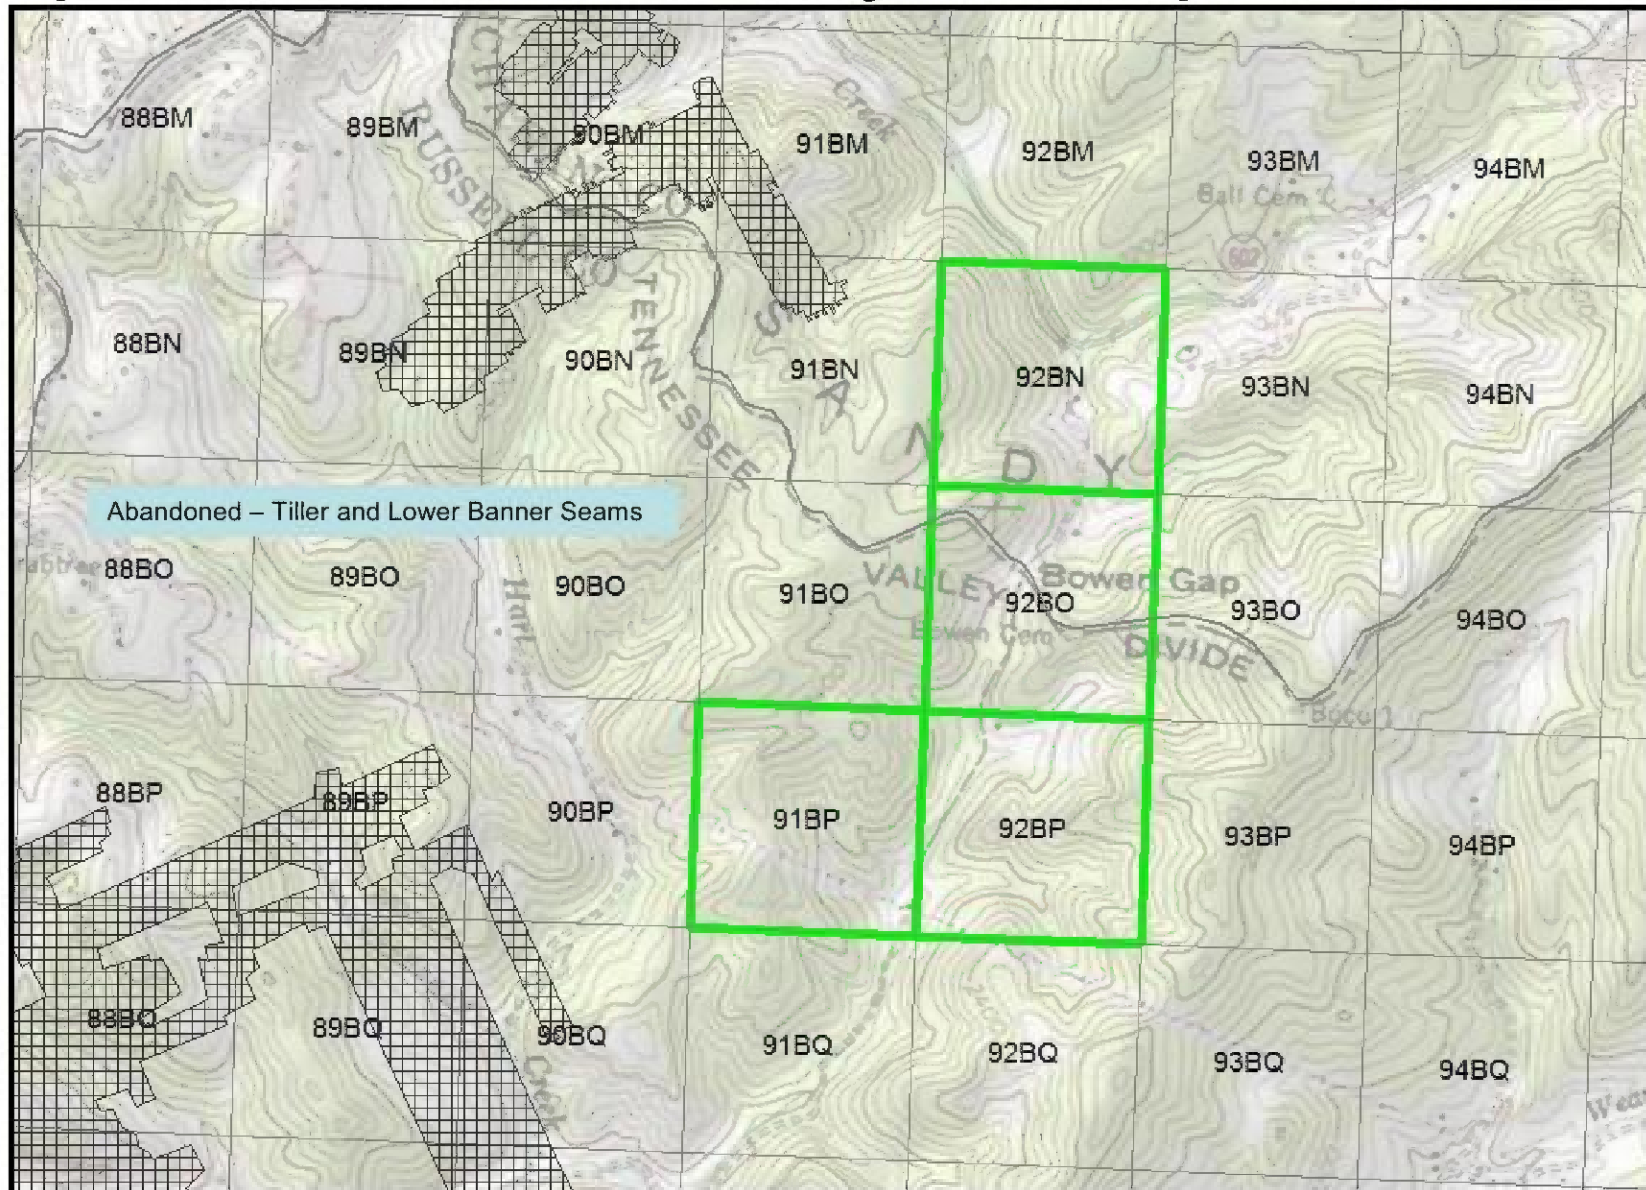 88BM
89BM
90BM
91BM
92BM
93BM
94BM
Creek
RUSSELL CO
Ball Cem
602
88BN
89BN
90BN
91BN
92BN
93BN
94BN
TENNESSEE
SANDY
Abandoned – Tiller and Lower Banner Seams
88BO
89BO
90BO
91BO
92BO
93BO
94BO
VALLEY
Bowen Gap
Bowen Cem
DIVIDE
Hart
88BP
89BP
90BP
91BP
92BP
93BP
94BP
88BQ
89BQ
90BQ
91BQ
92BQ
93BQ
94BQ
Creek